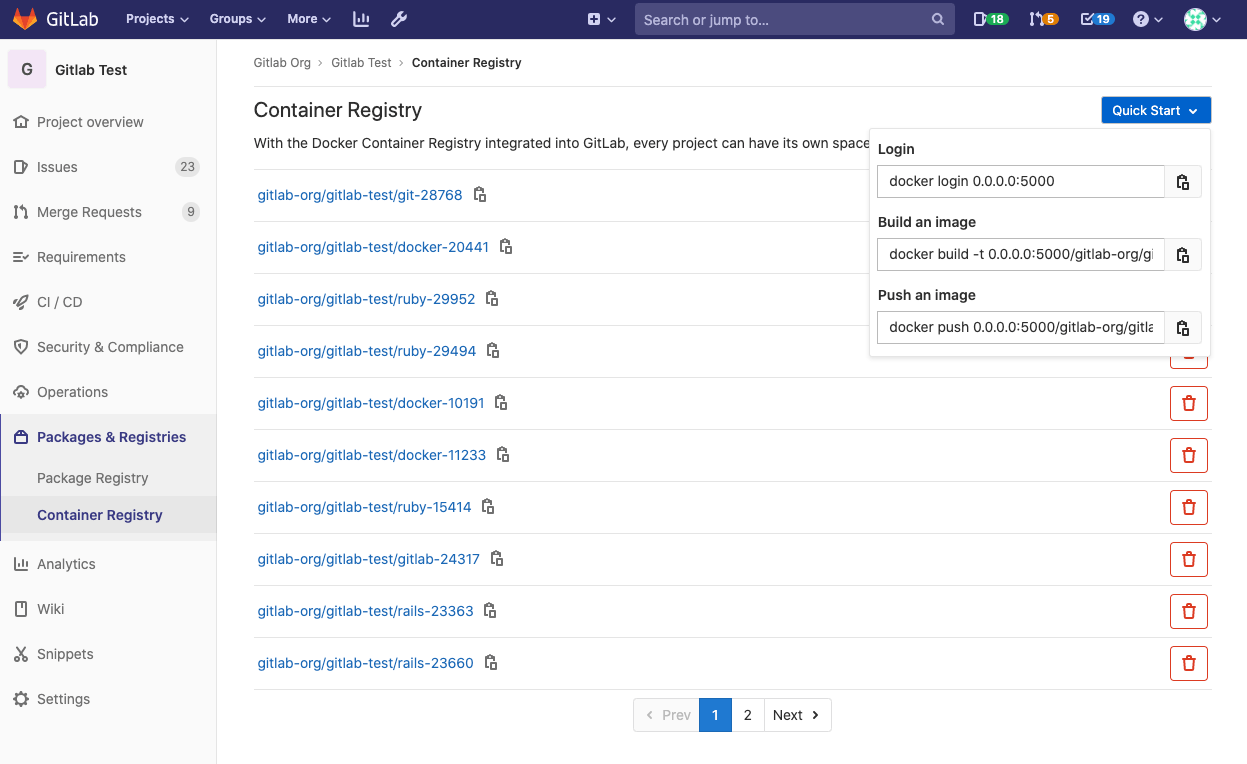 GitLab Projects Groups More Search or jump to... 18 5 19
G Gitlab Test
Project overview
Issues 23
Merge Requests 9
Requirements
CI / CD
Security & Compliance
Operations
Packages & Registries
Package Registry
Container Registry
Analytics
Wiki
Snippets
Settings
Gitlab Org › Gitlab Test › Container Registry
Container Registry
Quick Start
With the Docker Container Registry integrated into GitLab, every project can have its own space
Login
docker login 0.0.0.0:5000
Build an image
docker build -t 0.0.0.0:5000/gitlab-org/gi
Push an image
docker push 0.0.0.0:5000/gitlab-org/gitla
gitlab-org/gitlab-test/git-28768
gitlab-org/gitlab-test/docker-20441
gitlab-org/gitlab-test/ruby-29952
gitlab-org/gitlab-test/ruby-29494
gitlab-org/gitlab-test/docker-10191
gitlab-org/gitlab-test/docker-11233
gitlab-org/gitlab-test/ruby-15414
gitlab-org/gitlab-test/gitlab-24317
gitlab-org/gitlab-test/rails-23363
gitlab-org/gitlab-test/rails-23660
Prev 1 2 Next